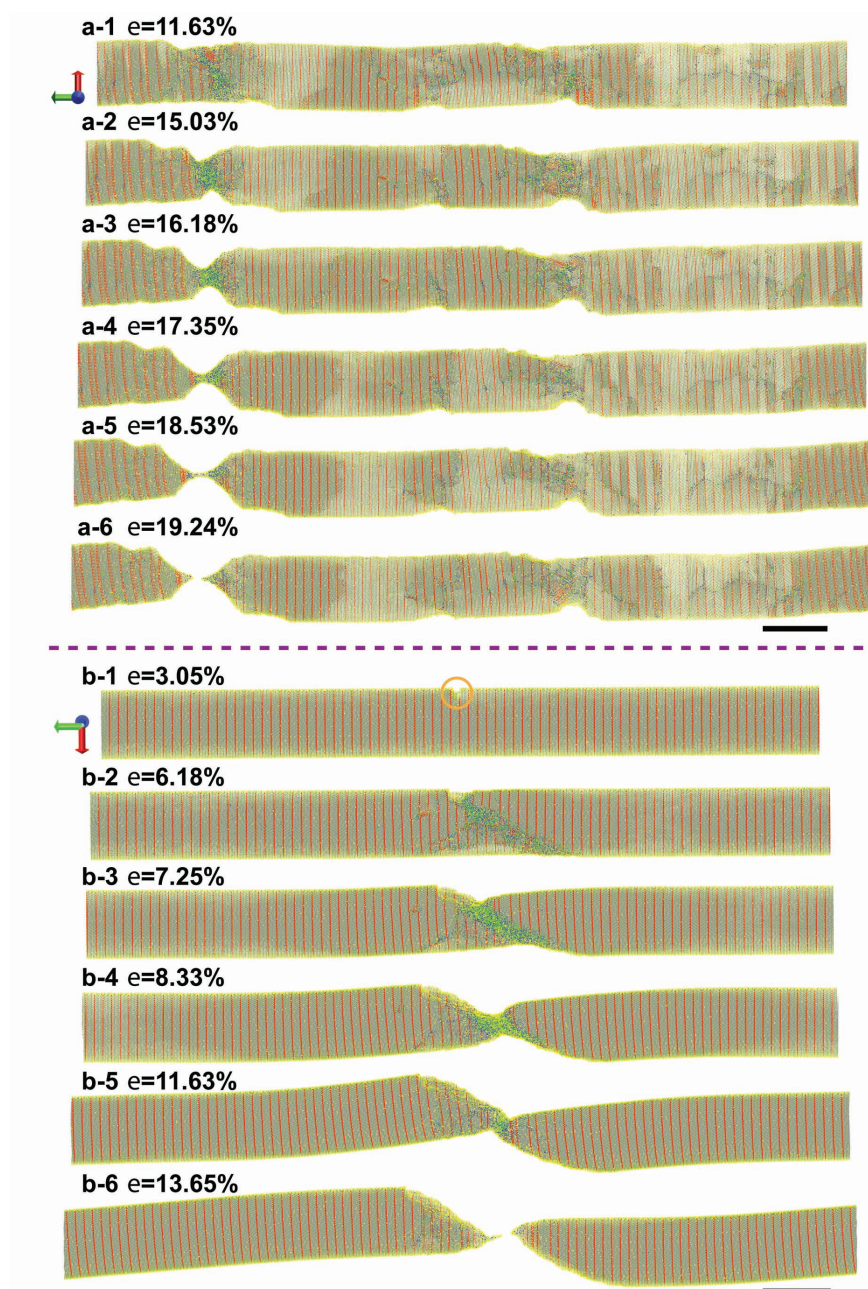 a-1 e=11.63%
a-2 e=15.03%
a-3 e=16.18%
a-4 e=17.35%
a-5 e=18.53%
a-6 e=19.24%
b-1 e=3.05%
b-2 e=6.18%
b-3 e=7.25%
b-4 e=8.33%
b-5 e=11.63%
b-6 e=13.65%